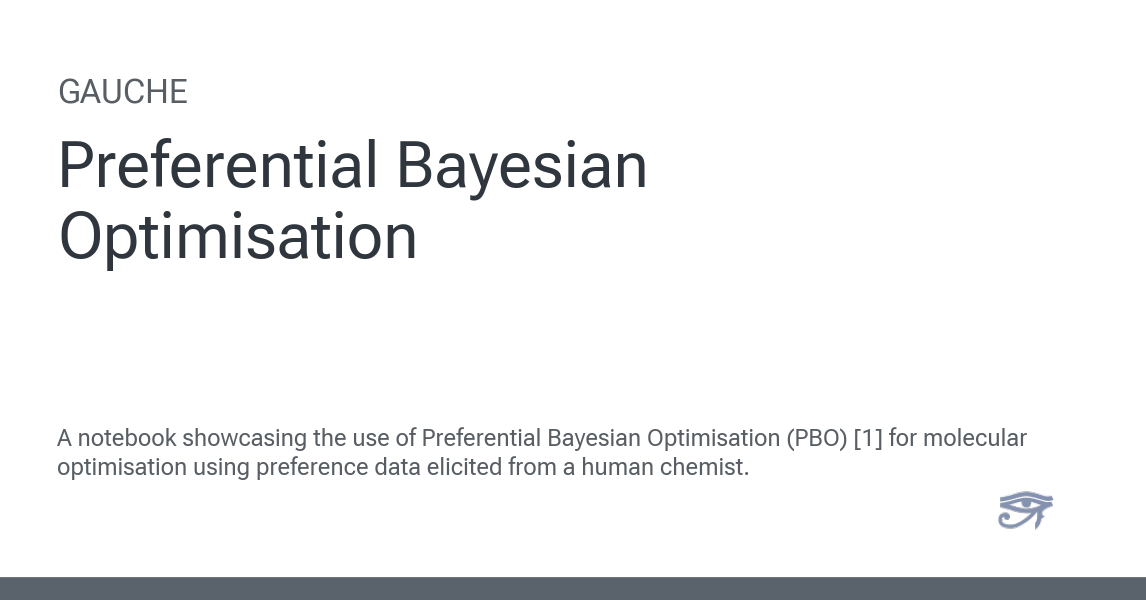 GAUCHE
Preferential Bayesian
Optimisation
A notebook showcasing the use of Preferential Bayesian Optimisation (PBO) [1] for molecular
optimisation using preference data elicited from a human chemist.